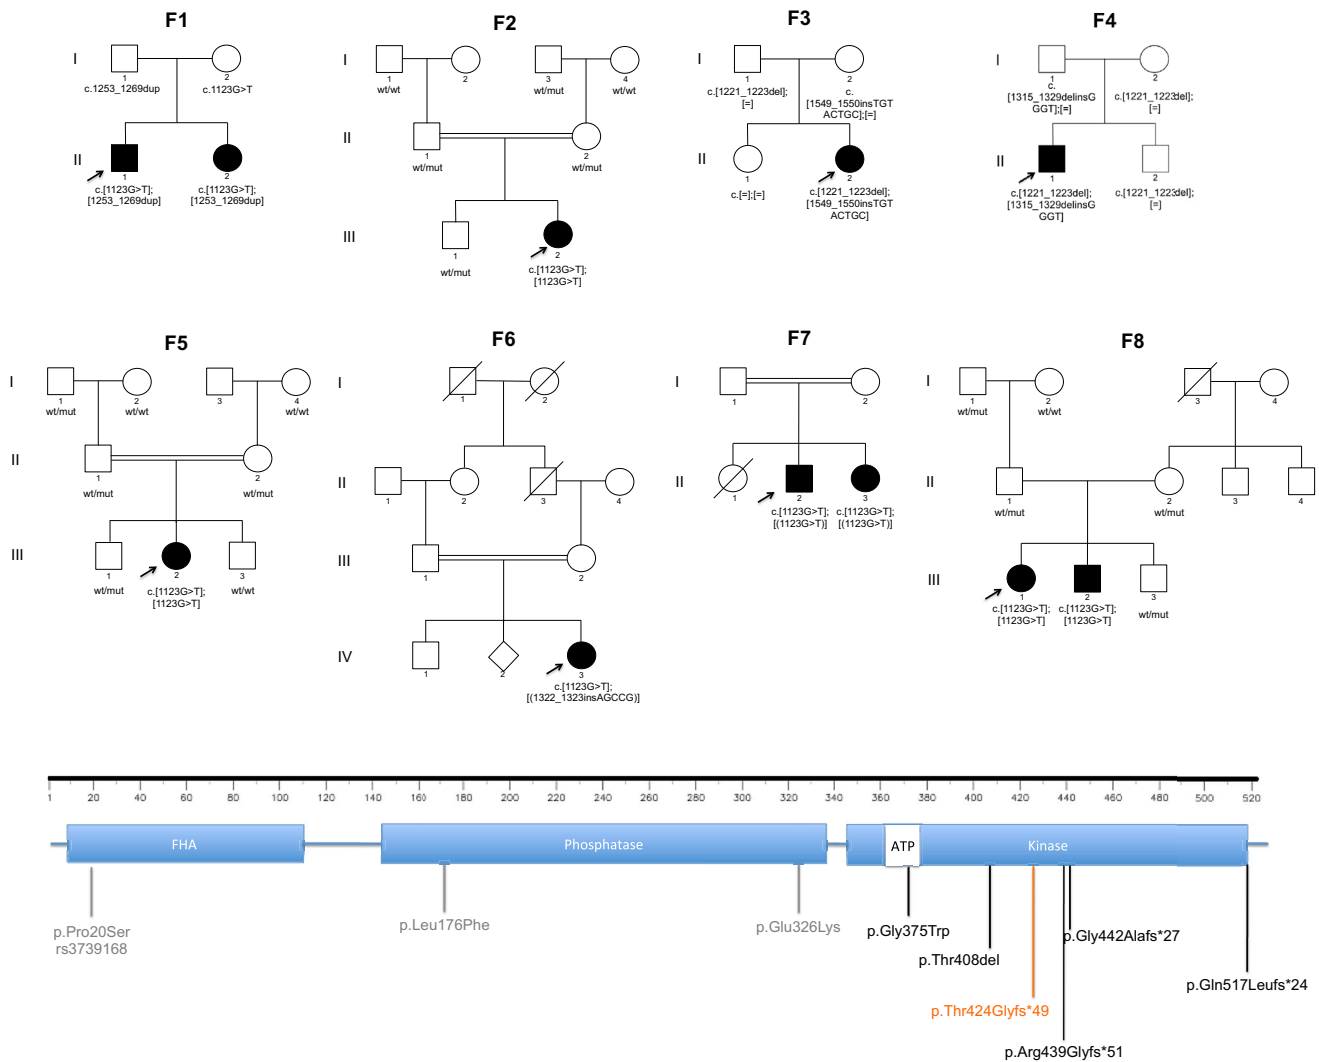 F1
F2
F3
F4
I
1
2
c.1253_1269dup
c.1123G>T
II
1
2
c.[1123G>T];
[1253_1269dup]
c.[1123G>T];
[1253_1269dup]
I
1
2
3
4
wt/wt
wt/mut
wt/wt
II
1
2
wt/mut
wt/mut
III
1
2
wt/mut
c.[1123G>T];
[1123G>T]
I
1
2
c.[1221_1223del];
[=]
c.
[1549_1550insTGT
ACTGC];[=]
II
1
2
c.[=];[=]
c.[1221_1223del];
[1549_1550insTGT
ACTGC]
I
1
2
c.
[1315_1329delinsG
GGT];[=]
c.[1221_1223del];
[=]
II
1
2
c.[1221_1223del];
[1315_1329delinsG
GGT]
c.[1221_1223del];
[=]
F5
F6
F7
F8
I
1
2
3
4
wt/mut
wt/wt
wt/wt
II
1
2
wt/mut
wt/mut
III
1
2
3
wt/mut
c.[1123G>T];
[1123G>T]
wt/wt
I
1
2
II
1
2
3
4
III
1
2
IV
1
2
3
c.[1123G>T];
[(1322_1323insAGCCG)]
I
1
2
II
1
2
3
c.[1123G>T];
[(1123G>T)]
c.[1123G>T];
[(1123G>T)]
I
1
2
3
4
wt/mut
wt/wt
II
1
2
3
4
wt/mut
wt/mut
III
1
2
3
c.[1123G>T];
[1123G>T]
c.[1123G>T];
[1123G>T]
wt/mut
1 20 40 60 80 100 120 140 160 180 200 220 240 260 280 300 320 340 360 380 400 420 440 460 480 500 520
FHA
Phosphatase
ATP
Kinase
p.Pro20Ser
rs3739168
p.Leu176Phe
p.Glu326Lys
p.Gly375Trp
p.Thr408del
p.Thr424Glyfs*49
p.Arg439Glyfs*51
p.Gly442Alafs*27
p.Gln517Leufs*24